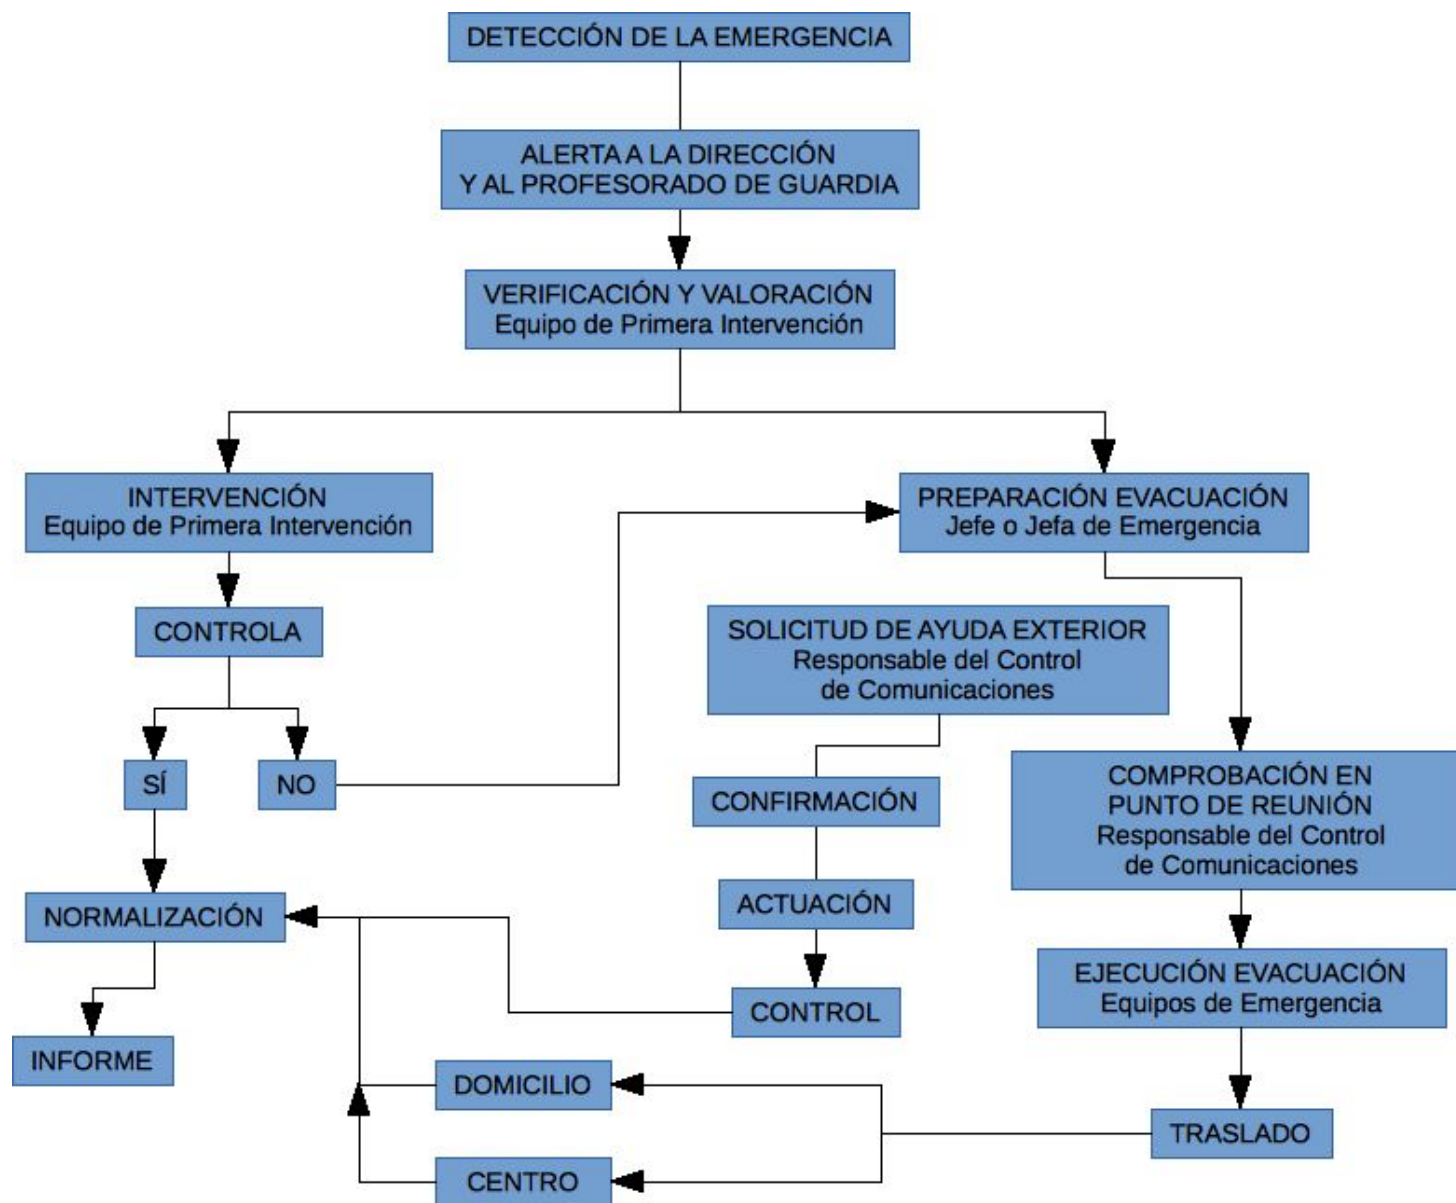 DETECCIÓN DE LA EMERGENCIA
ALERTA A LA DIRECCIÓN
Y AL PROFESORADO DE GUARDIA
VERIFICACIÓN Y VALORACIÓN
Equipo de Primera Intervención
INTERVENCIÓN
Equipo de Primera Intervención
PREPARACIÓN EVACUACIÓN
Jefe o Jefa de Emergencia
CONTROLA
SOLICITUD DE AYUDA EXTERIOR
Responsable del Control
de Comunicaciones
SÍ
NO
CONFIRMACIÓN
COMPROBACIÓN EN
PUNTO DE REUNIÓN
Responsable del Control
de Comunicaciones
NORMALIZACIÓN
ACTUACIÓN
EJECUCIÓN EVACUACIÓN
Equipos de Emergencia
CONTROL
INFORME
DOMICILIO
TRASLADO
CENTRO